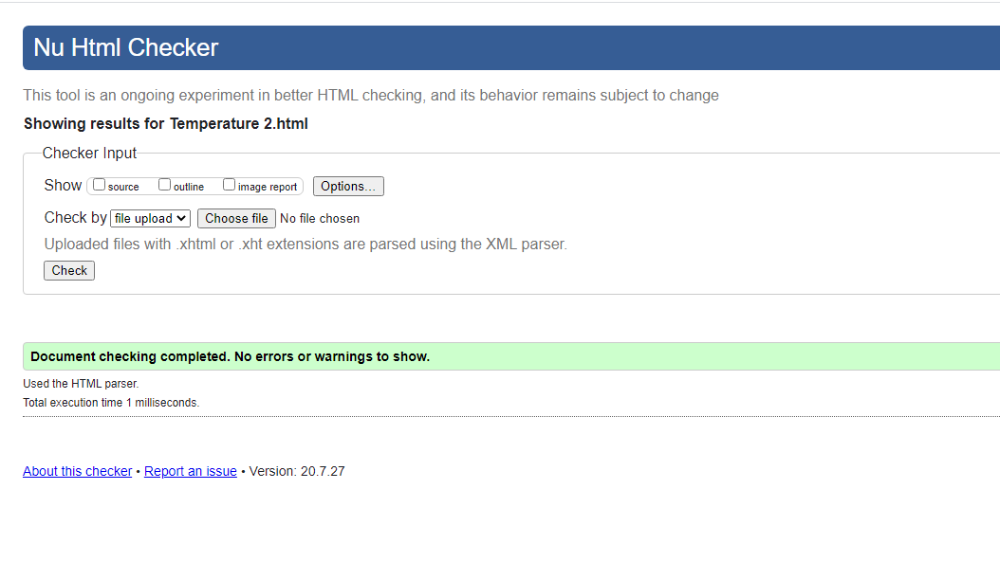 Nu Html Checker
This tool is an ongoing experiment in better HTML checking, and its behavior remains subject to change
Showing results for Temperature 2.html
Checker Input
Show source outline image report Options...
Check by file upload Choose file No file chosen
Uploaded files with .xhtml or .xht extensions are parsed using the XML parser.
Check
Document checking completed. No errors or warnings to show.
Used the HTML parser.
Total execution time 1 milliseconds.
About this checker • Report an issue • Version: 20.7.27